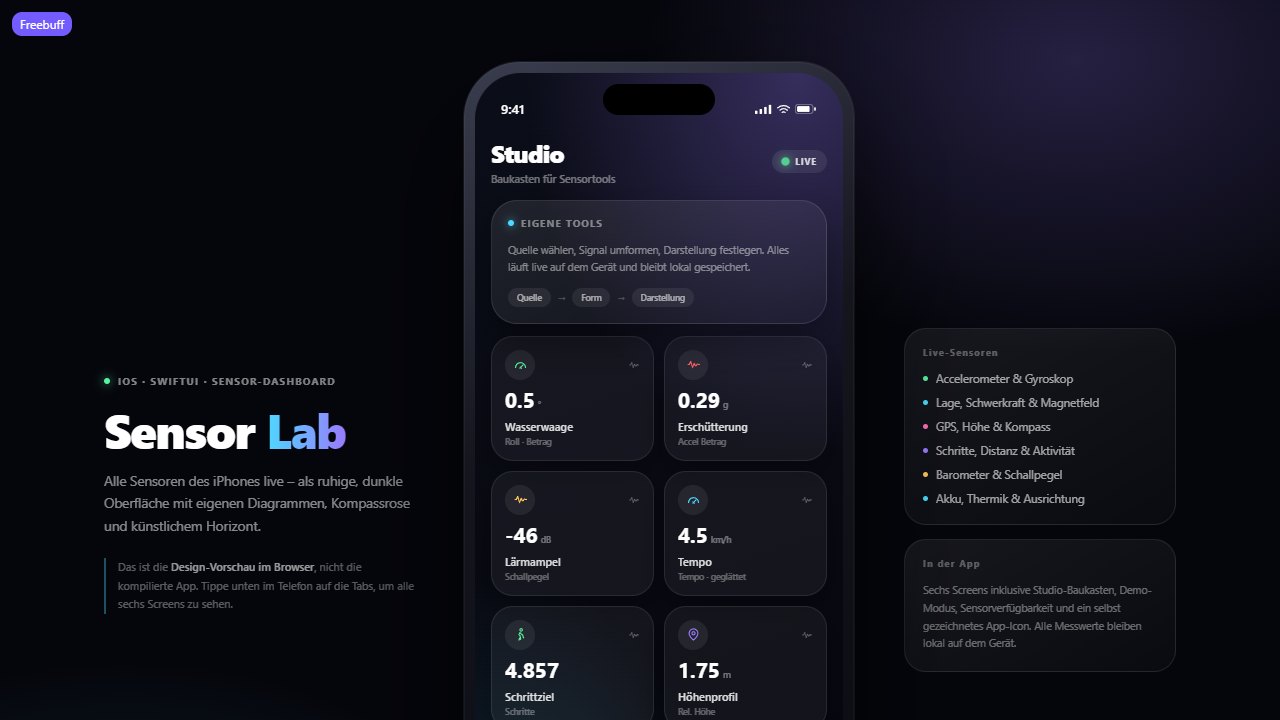 Freebuff
9:41
Studio
Baukasten für Sensortools
LIVE
EIGENE TOOLS
Quelle wählen, Signal umformen, Darstellung festlegen. Alles
läuft live auf dem Gerät und bleibt lokal gespeichert.
Quelle → Form → Darstellung
0.5 °
Wasserwaage
Roll · Betrag
0.29 g
Erschütterung
Accel Betrag
-46 dB
Lärmampel
Schallpegel
4.5 km/h
Tempo
Tempo · geglättet
4.857
Schrittziel
Schritte
1.75 m
Höhenprofil
Rel. Höhe
IOS · SWIFTUI · SENSOR-DASHBOARD
Sensor Lab
Alle Sensoren des iPhones live – als ruhige, dunkle
Oberfläche mit eigenen Diagrammen, Kompassrose
und künstlichem Horizont.
Das ist die Design-Vorschau im Browser, nicht die
kompilierte App. Tippe unten im Telefon auf die Tabs, um alle
sechs Screens zu sehen.
Live-Sensoren
Accelerometer & Gyroskop
Lage, Schwerkraft & Magnetfeld
GPS, Höhe & Kompass
Schritte, Distanz & Aktivität
Barometer & Schallpegel
Akku, Thermik & Ausrichtung
In der App
Sechs Screens inklusive Studio-Baukasten, Demo-
Modus, Sensorverfügbarkeit und ein selbst
gezeichnetes App-Icon. Alle Messwerte bleiben
lokal auf dem Gerät.